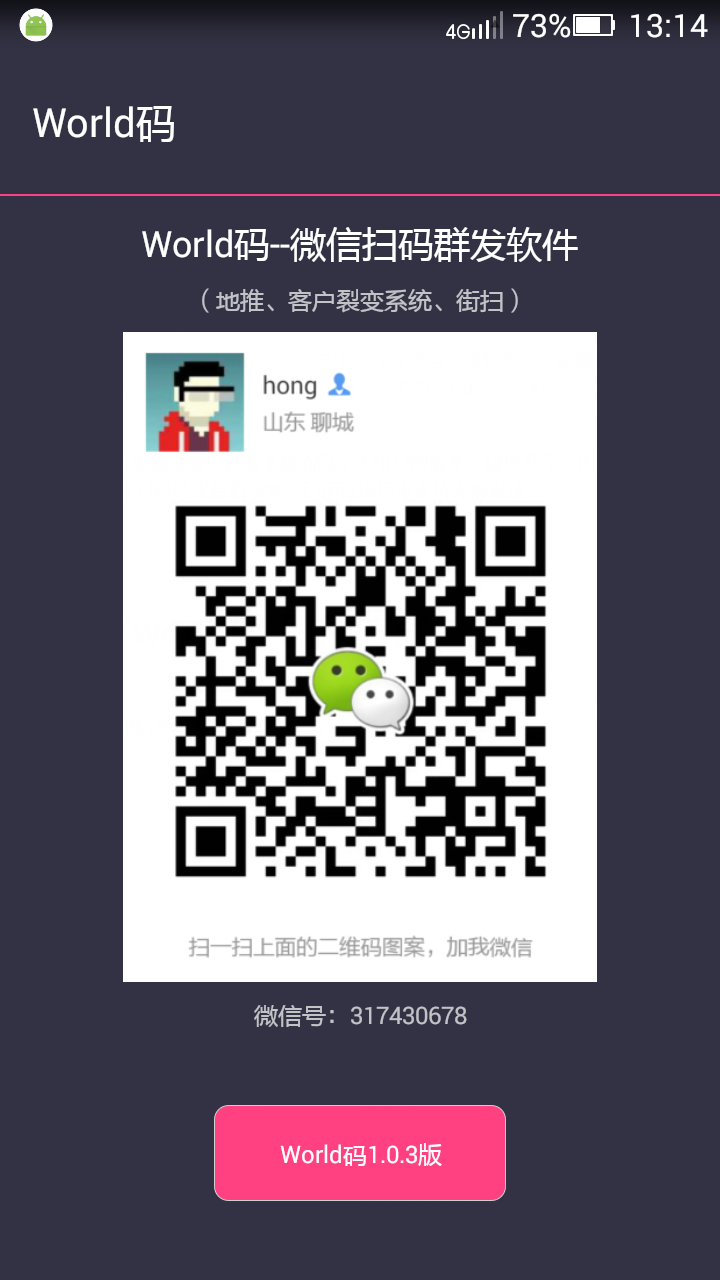 4G 73% 13:14
World码
World码--微信扫码群发软件
（地推、客户裂变系统、街扫）
hong
山东 聊城
扫一扫上面的二维码图案，加我微信
微信号：317430678
World码1.0.3版